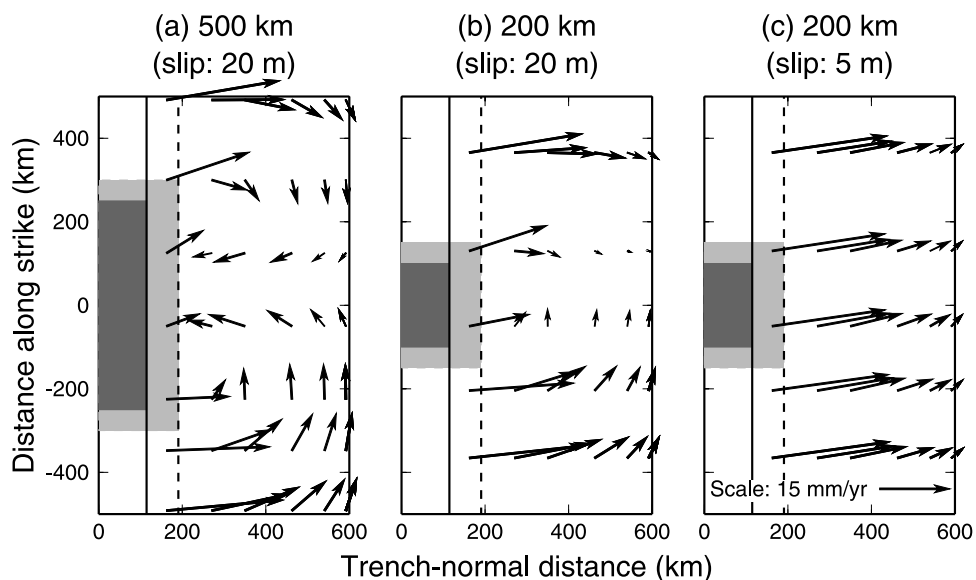 (a) 500 km
(slip: 20 m)
(b) 200 km
(slip: 20 m)
(c) 200 km
(slip: 5 m)
Distance along strike (km)
400
200
0
-200
-400
0 200 400 600
0 200 400 600
0 200 400 600
Scale: 15 mm/yr
Trench-normal distance (km)